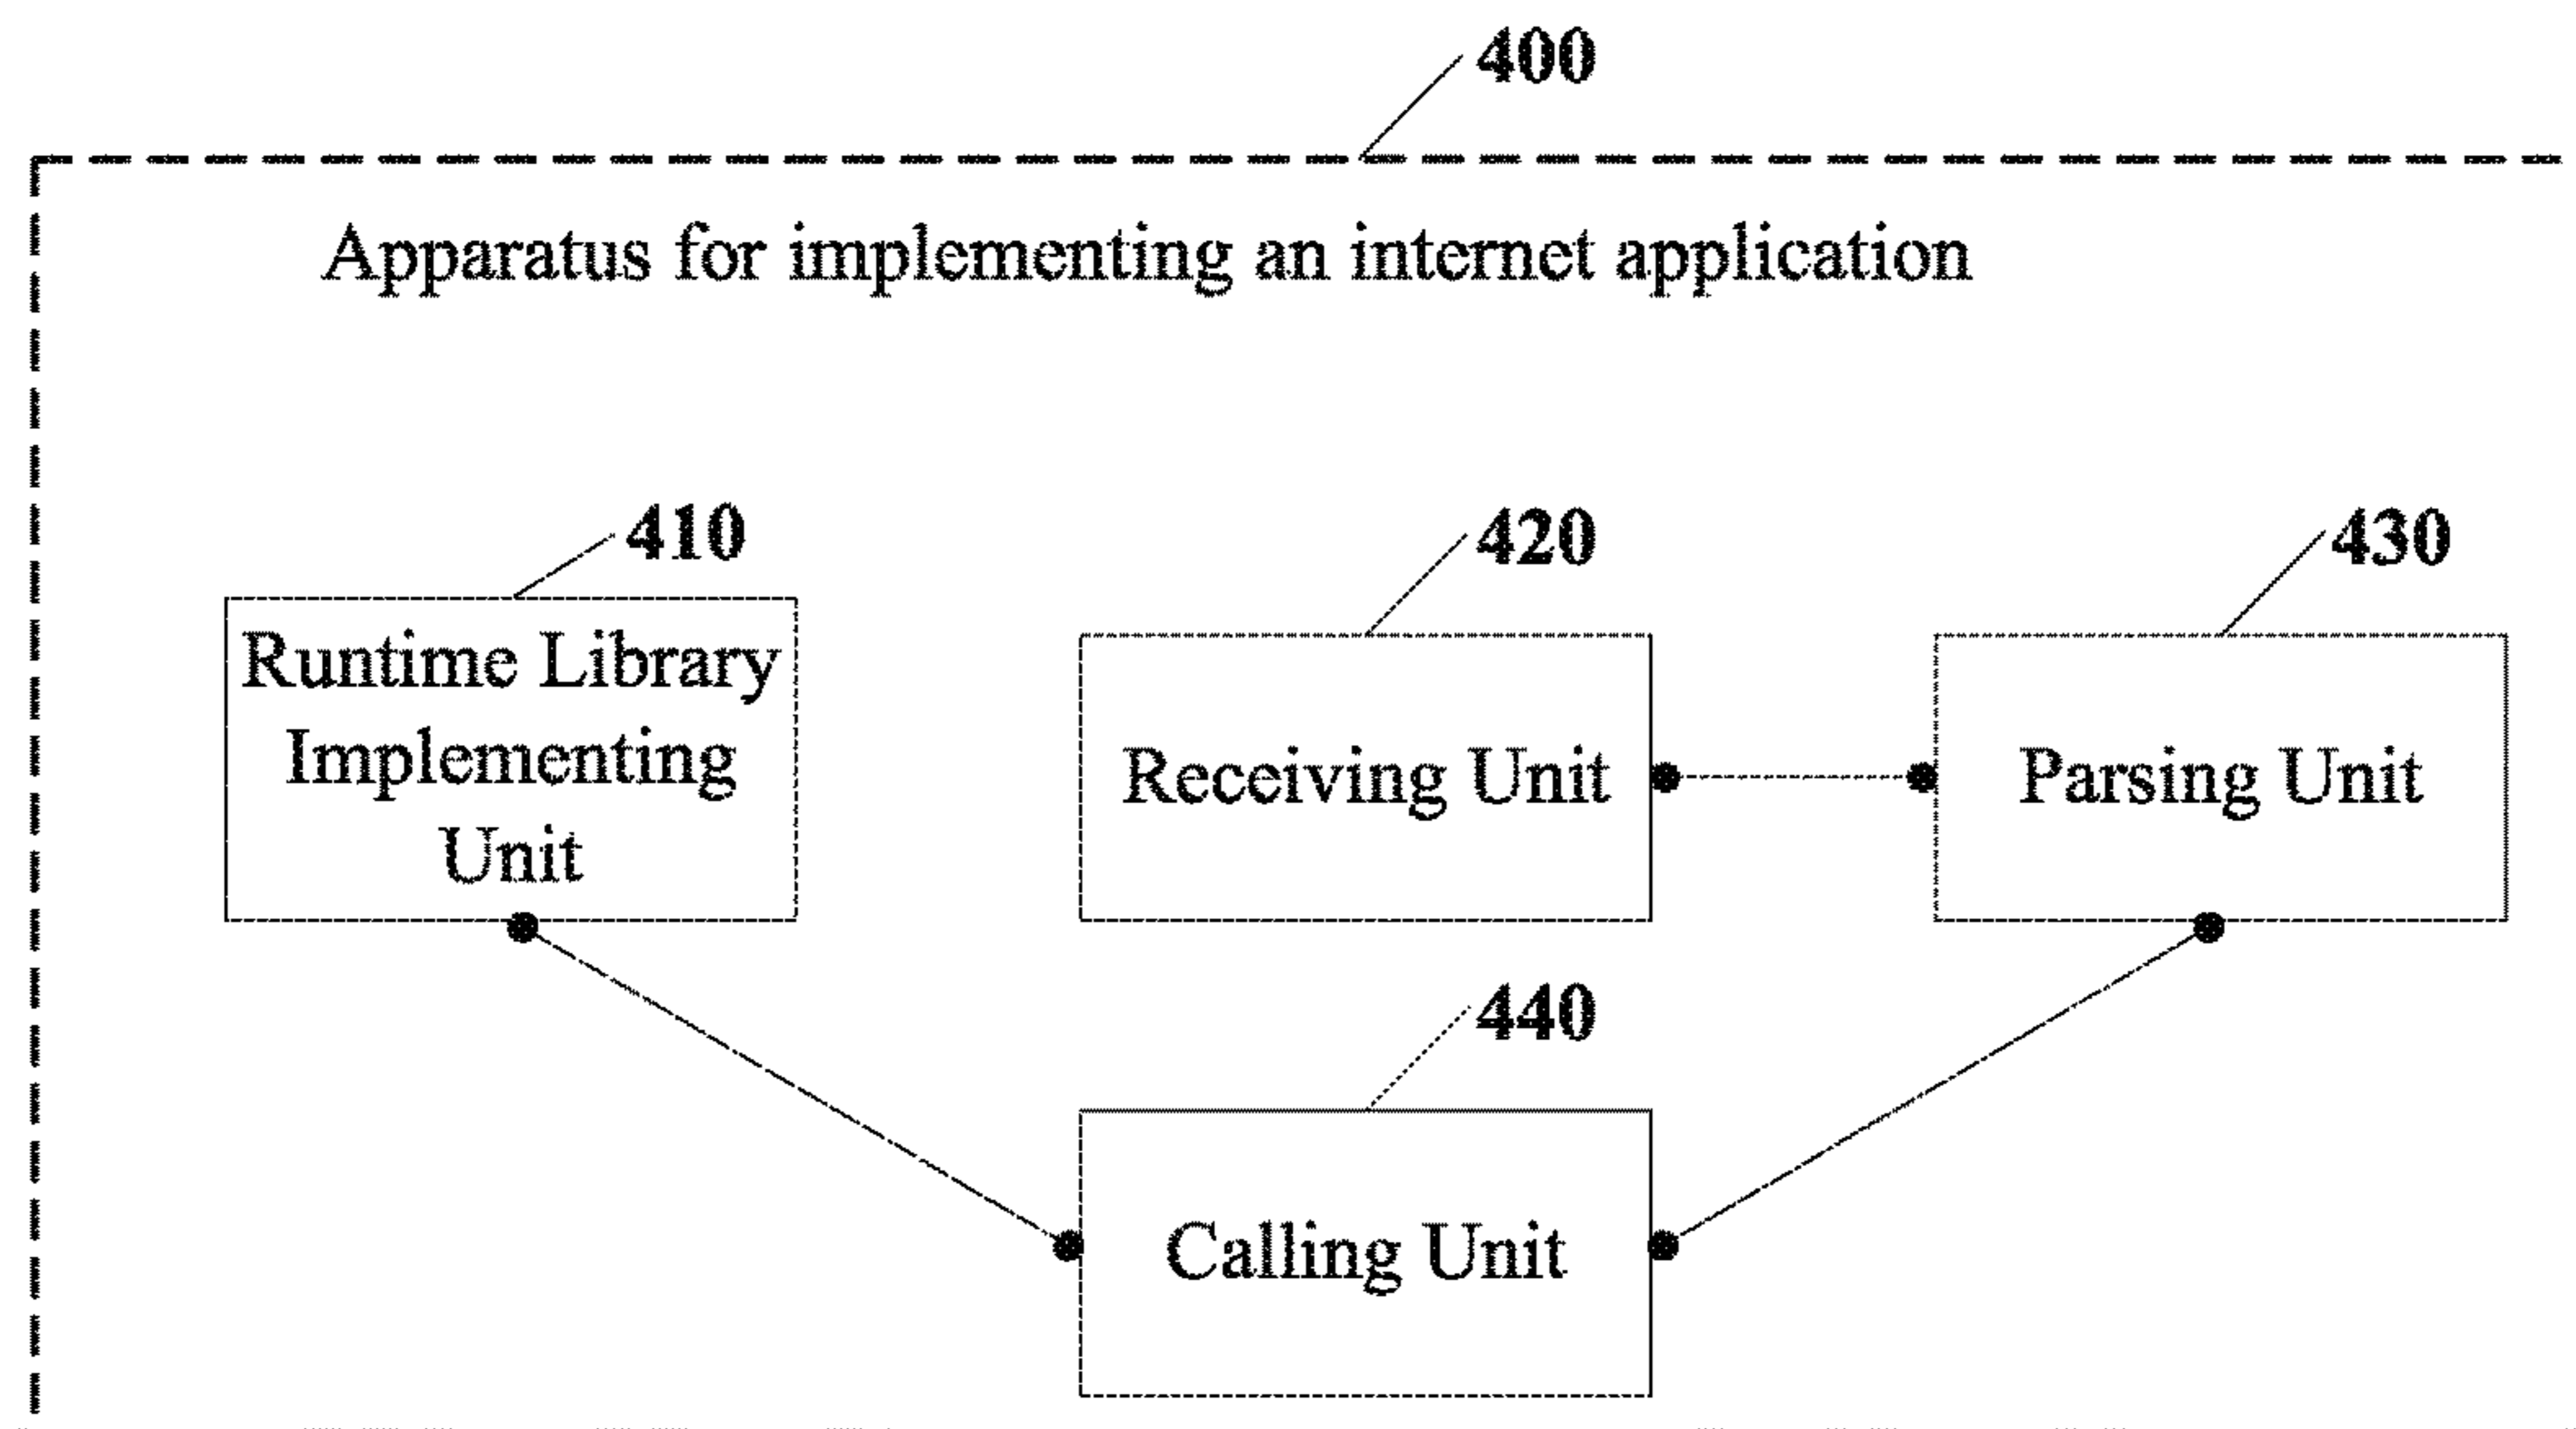 400
Apparatus for implementing an internet application
410
420
430
Runtime Library
Implementing
Unit
Receiving Unit
Parsing Unit
440
Calling Unit